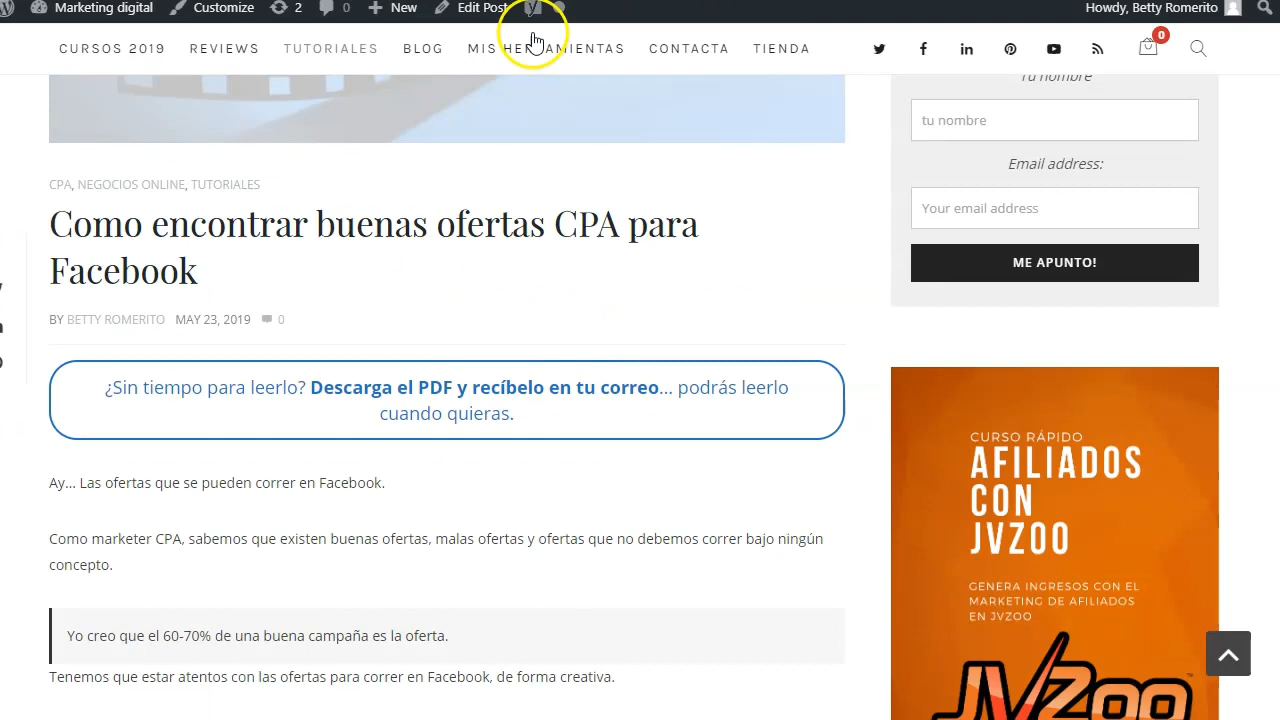 Marketing digital Customize 2 0 New Edit Post Howdy, Betty Romerito
CURSOS 2019 REVIEWS TUTORIALES BLOG MIS HERRAMIENTAS CONTACTA TIENDA 0
Tu nombre
tu nombre
Email address:
Your email address
ME APUNTO!
CPA, NEGOCIOS ONLINE, TUTORIALES
Como encontrar buenas ofertas CPA para
Facebook
BY BETTY ROMERITO MAY 23, 2019 0
¿Sin tiempo para leerlo? Descarga el PDF y recíbelo en tu correo... podrás leerlo
cuando quieras.
Ay... Las ofertas que se pueden correr en Facebook.
Como marketer CPA, sabemos que existen buenas ofertas, malas ofertas y ofertas que no debemos correr bajo ningún
concepto.
Yo creo que el 60-70% de una buena campaña es la oferta.
Tenemos que estar atentos con las ofertas por correr en Facebook, de forma creativa.
CURSO RÁPIDO
AFILIADOS
CON
JVZOO
GENERA INGRESOS CON EL
MARKETING DE AFILIADOS
EN JVZOO
JVZoo™